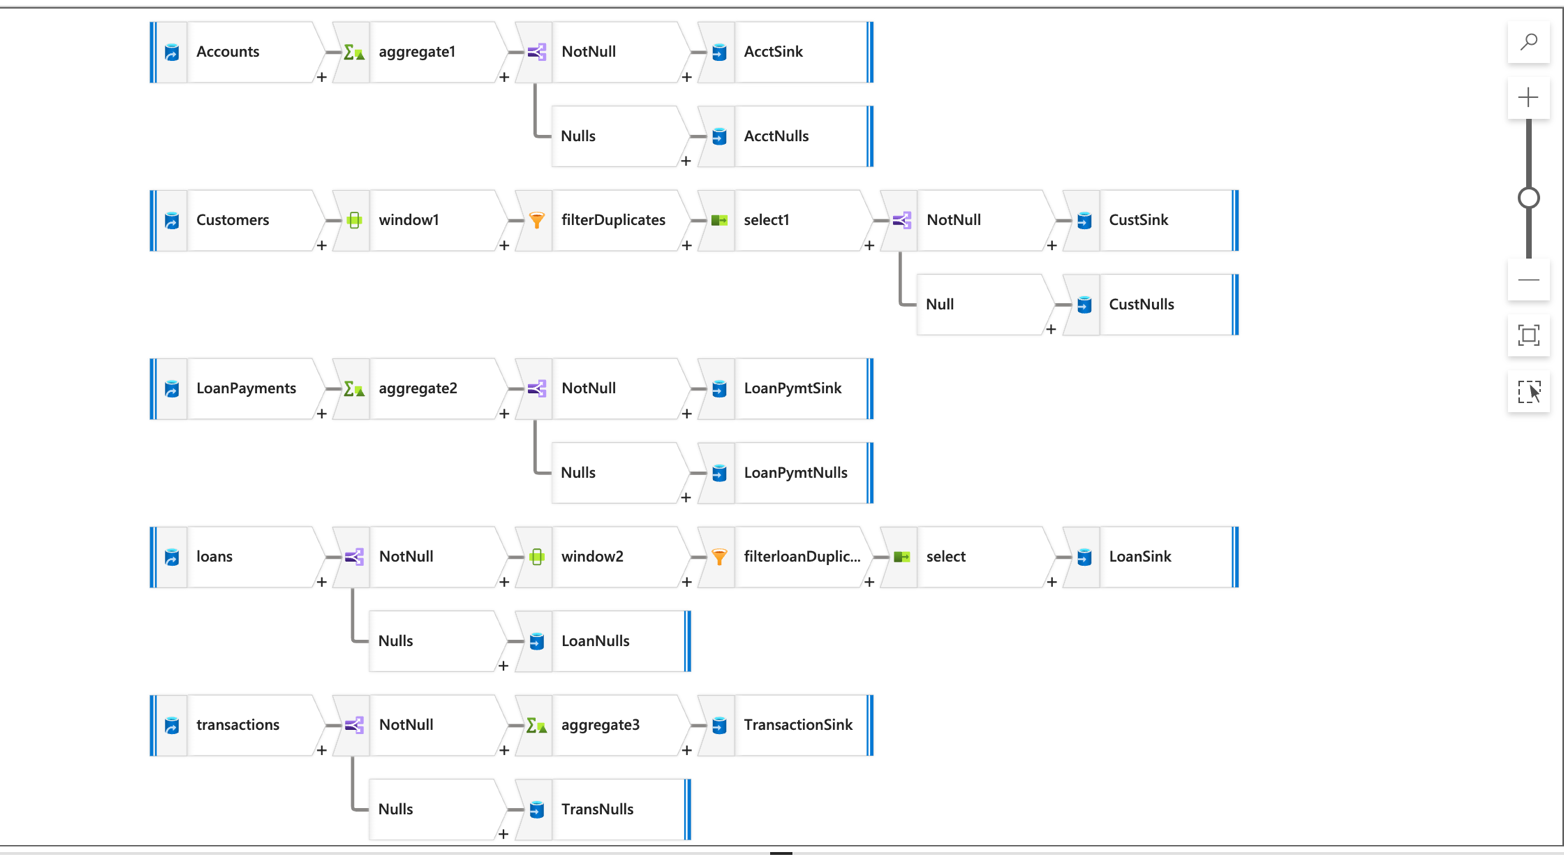 Accounts
aggregate1
NotNull
AcctSink
Nulls
AcctNulls
Customers
window1
filterDuplicates
select1
NotNull
CustSink
Null
CustNulls
LoanPayments
aggregate2
NotNull
LoanPymtSink
Nulls
LoanPymtNulls
loans
NotNull
window2
filterloanDuplic...
select
LoanSink
Nulls
LoanNulls
transactions
NotNull
aggregate3
TransactionSink
Nulls
TransNulls